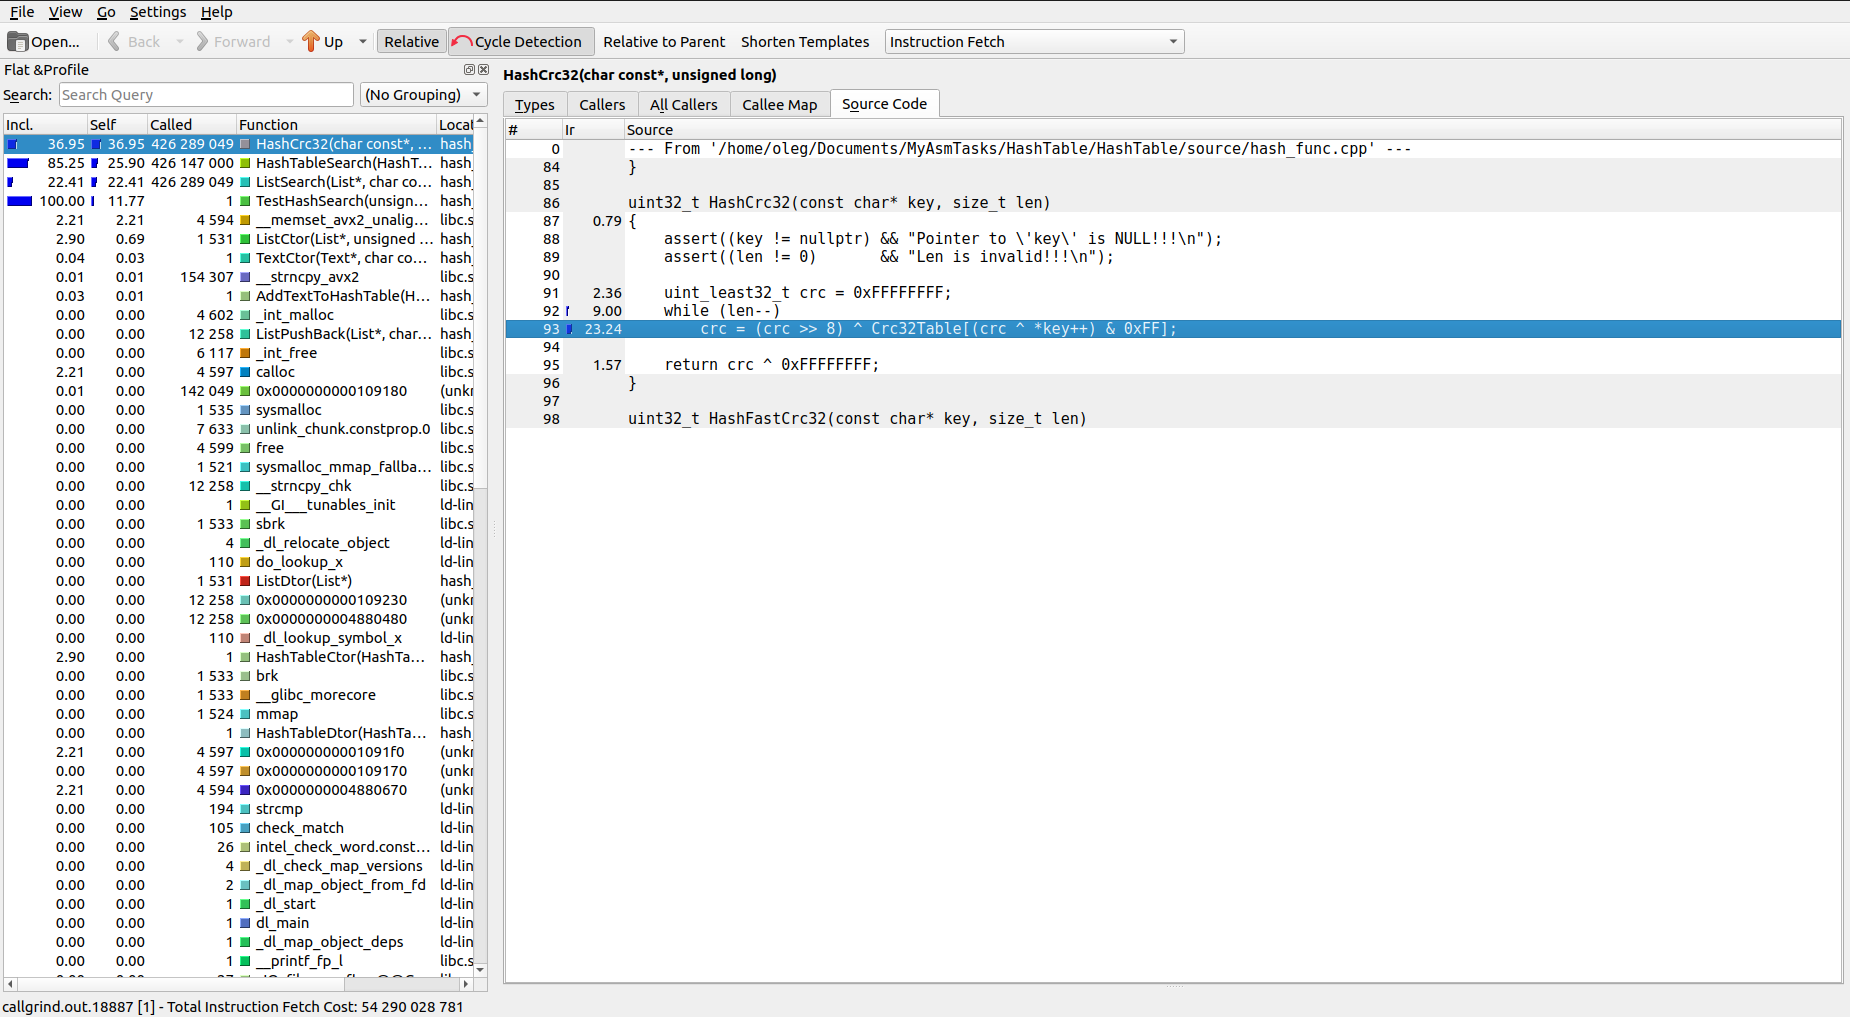 File View Go Settings Help
Open... Back Forward Up Relative Cycle Detection Relative to Parent Shorten Templates Instruction Fetch
Flat &Profile
Search: Search Query (No Grouping)
Incl. Self Called Function Locat
36.95 36.95 426 289 049 HashCrc32(char const*, ... hash_
85.25 25.90 426 147 000 HashTableSearch(HashT... hash_
22.41 22.41 426 289 049 ListSearch(List*, char co... hash_
100.00 11.77 1 TestHashSearch(unsign... hash_
2.21 2.21 4 594 __memset_avx2_unalig... libc.s
2.90 0.69 1 531 ListCtor(List*, unsigned ... hash_
0.04 0.03 1 TextCtor(Text*, char co... hash_
0.01 0.01 154 307 __strncpy_avx2 libc.s
0.03 0.01 1 AddTextToHashTable(H... hash_
0.00 0.00 4 602 _int_malloc libc.s
0.00 0.00 12 258 ListPushBack(List*, char... hash_
0.00 0.00 6 117 _int_free libc.s
2.21 0.00 4 597 calloc libc.s
0.01 0.00 142 049 0x0000000000109180 (unkr
0.00 0.00 1 535 sysmalloc libc.s
0.00 0.00 7 633 unlink_chunk.constprop.0 libc.s
0.00 0.00 4 599 free libc.s
0.00 0.00 1 521 sysmalloc_mmap_fallba... libc.s
0.00 0.00 12 258 __strncpy_chk libc.s
0.00 0.00 1 __GI___tunables_init ld-lin
0.00 0.00 1 533 sbrk libc.s
0.00 0.00 4 _dl_relocate_object ld-lin
0.00 0.00 110 do_lookup_x ld-lin
0.00 0.00 1 531 ListDtor(List*) hash_
0.00 0.00 12 258 0x0000000000109230 (unkr
0.00 0.00 12 258 0x0000000004880480 (unkr
0.00 0.00 110 _dl_lookup_symbol_x ld-lin
2.90 0.00 1 HashTableCtor(HashTa... hash_
0.00 0.00 1 533 brk libc.s
0.00 0.00 1 533 __glibc_morecore libc.s
0.00 0.00 1 524 mmap libc.s
0.00 0.00 1 HashTableDtor(HashTa... hash_
2.21 0.00 4 597 0x00000000001091f0 (unkr
0.00 0.00 4 597 0x0000000000109170 (unkr
2.21 0.00 4 594 0x0000000004880670 (unkr
0.00 0.00 194 strcmp ld-lin
0.00 0.00 105 check_match ld-lin
0.00 0.00 26 intel_check_word.const... ld-lin
0.00 0.00 4 _dl_check_map_versions ld-lin
0.00 0.00 2 _dl_map_object_from_fd ld-lin
0.00 0.00 1 _dl_start ld-lin
0.00 0.00 1 dl_main ld-lin
0.00 0.00 1 _dl_map_object_deps ld-lin
0.00 0.00 1 __printf_fp_l libc.s
HashCrc32(char const*, unsigned long)
Types Callers All Callers Callee Map Source Code
# Ir Source
0 --- From '/home/oleg/Documents/MyAsmTasks/HashTable/HashTable/source/hash_func.cpp' ---
84 }
85
86 uint32_t HashCrc32(const char* key, size_t len)
87 0.79 {
88 assert((key != nullptr) && "Pointer to \'key\' is NULL!!!\n");
89 assert((len != 0) && "Len is invalid!!!\n");
90
91 2.36 uint_least32_t crc = 0xFFFFFFFF;
92 9.00 while (len--)
93 23.24 crc = (crc >> 8) ^ Crc32Table[(crc ^ *key++) & 0xFF];
94
95 1.57 return crc ^ 0xFFFFFFFF;
96 }
97
98 uint32_t HashFastCrc32(const char* key, size_t len)
callgrind.out.18887 [1] - Total Instruction Fetch Cost: 54 290 028 781